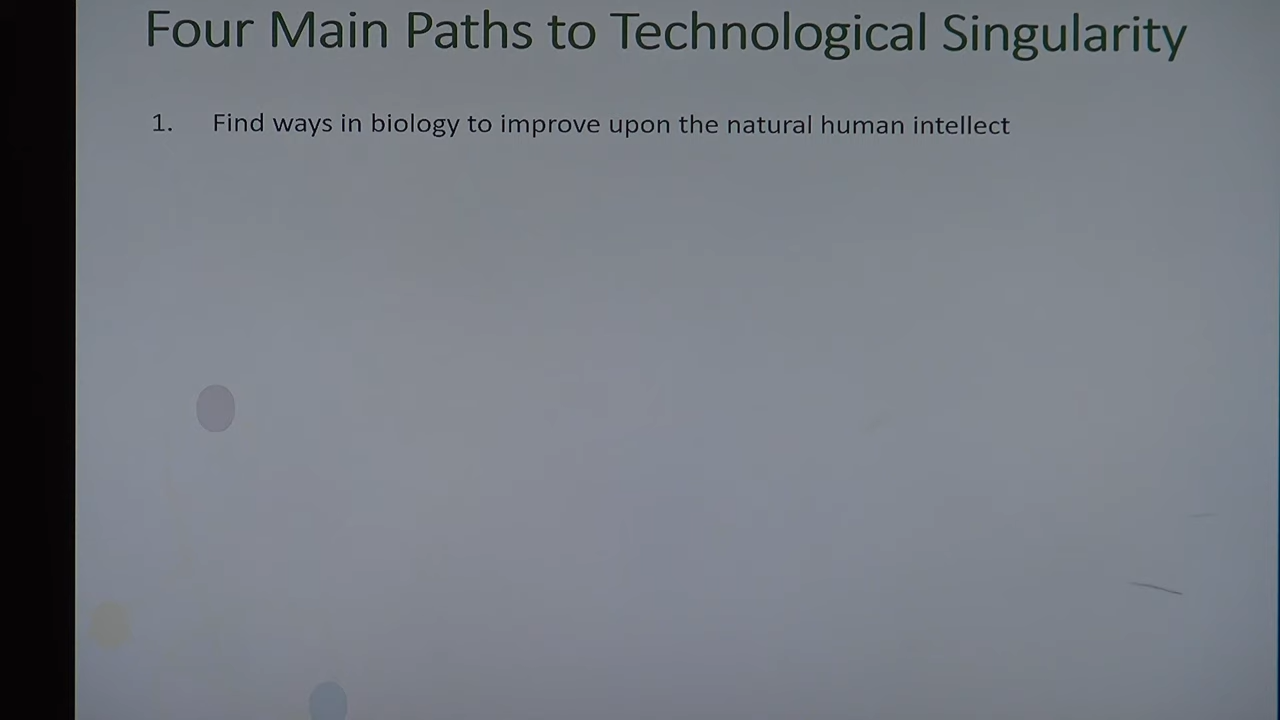 Four Main Paths to Technological Singularity
1. Find ways in biology to improve upon the natural human intellect